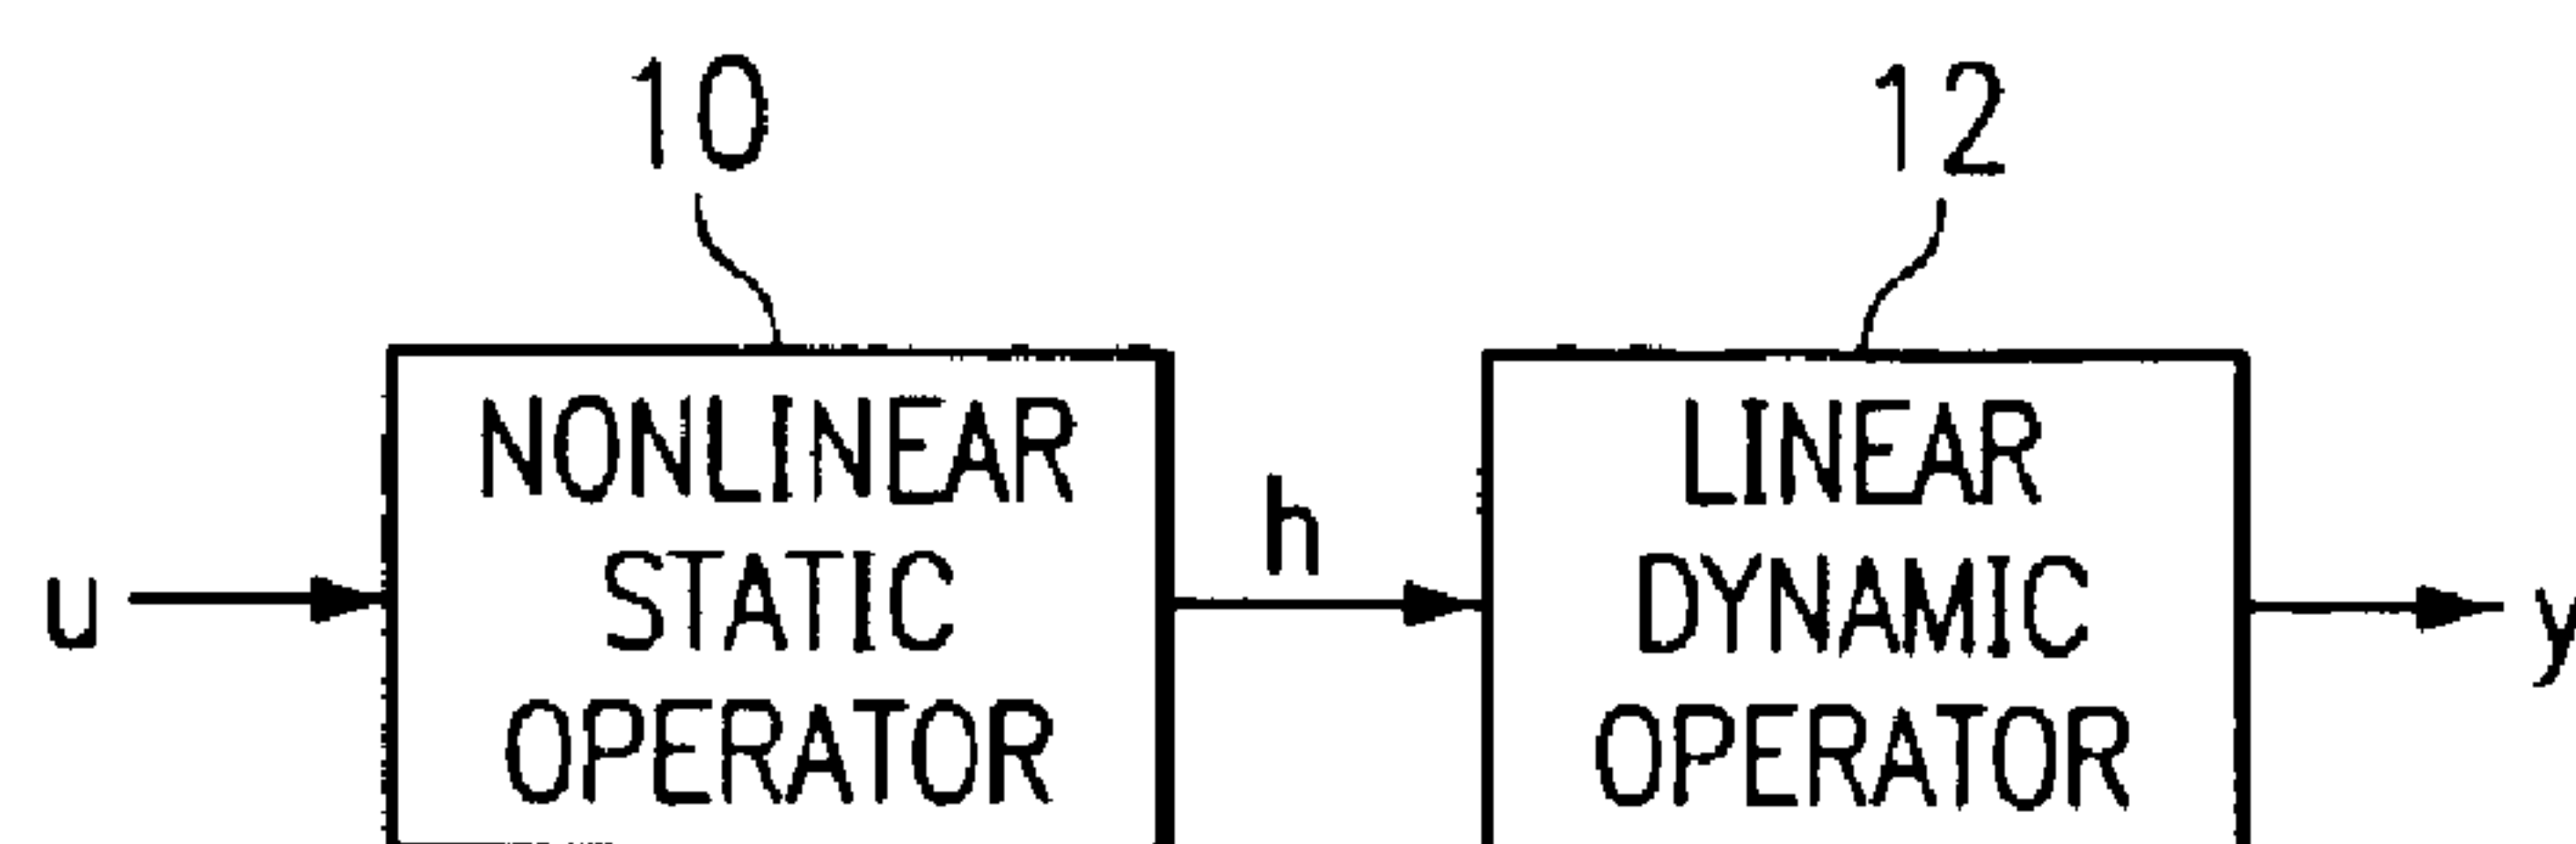 10
12
NONLINEAR
STATIC
OPERATOR
LINEAR
DYNAMIC
OPERATOR
u
h
y